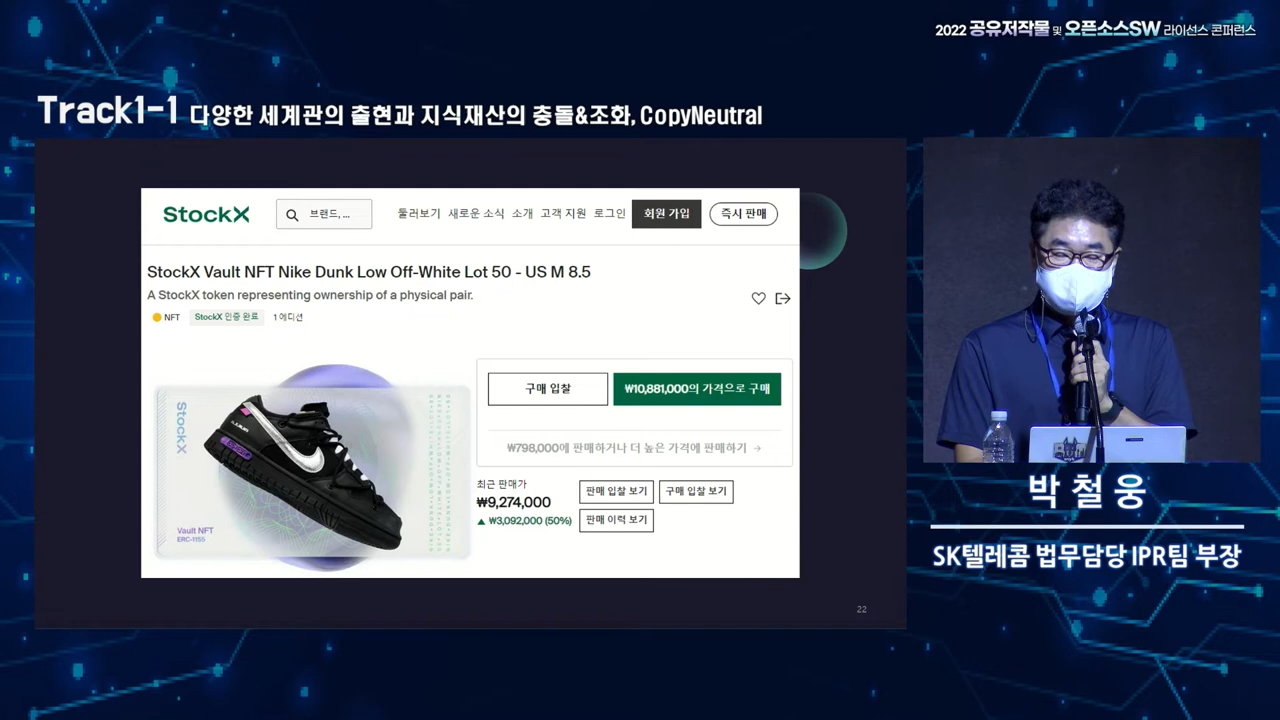 2022 공유저작물 및 오픈소스SW 라이선스 콘퍼런스
Track1-1 다양한 세계관의 출현과 지식재산의 충돌&조화, CopyNeutral
StockX
브랜드, ...
둘러보기 새로운 소식 소개 고객 지원 로그인 회원 가입 즉시 판매
StockX Vault NFT Nike Dunk Low Off-White Lot 50 - US M 8.5
A StockX token representing ownership of a physical pair.
NFT StockX 인증 완료 1 에디션
StockX
Vault NFT
ERC-1155
구매 입찰
₩10,881,000의 가격으로 구매
₩798,000에 판매하거나 더 높은 가격에 판매하기 →
최근 판매가
₩9,274,000
▲ ₩3,092,000 (50%)
판매 입찰 보기 구매 입찰 보기
판매 이력 보기
22
박철웅
SK텔레콤 법무담당 IPR팀 부장